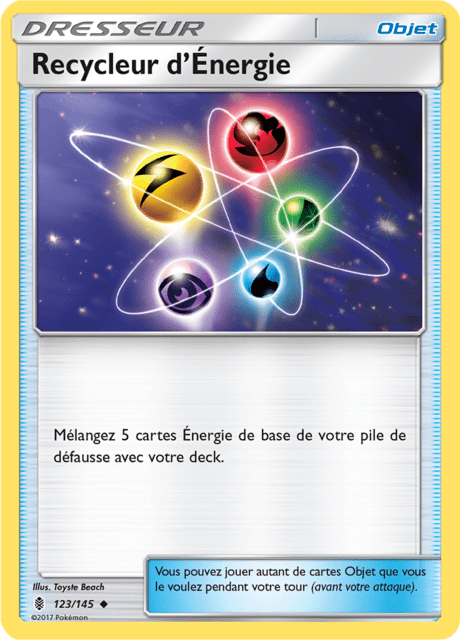 DRESSEUR
Objet
Recycleur d'Énergie
Mélangez 5 cartes Énergie de base de votre pile de
défausse avec votre deck.
Vous pouvez jouer autant de cartes Objet que vous
le voulez pendant votre tour (avant votre attaque).
Illus. Toyste Beach
123/145
©2017 Pokémon